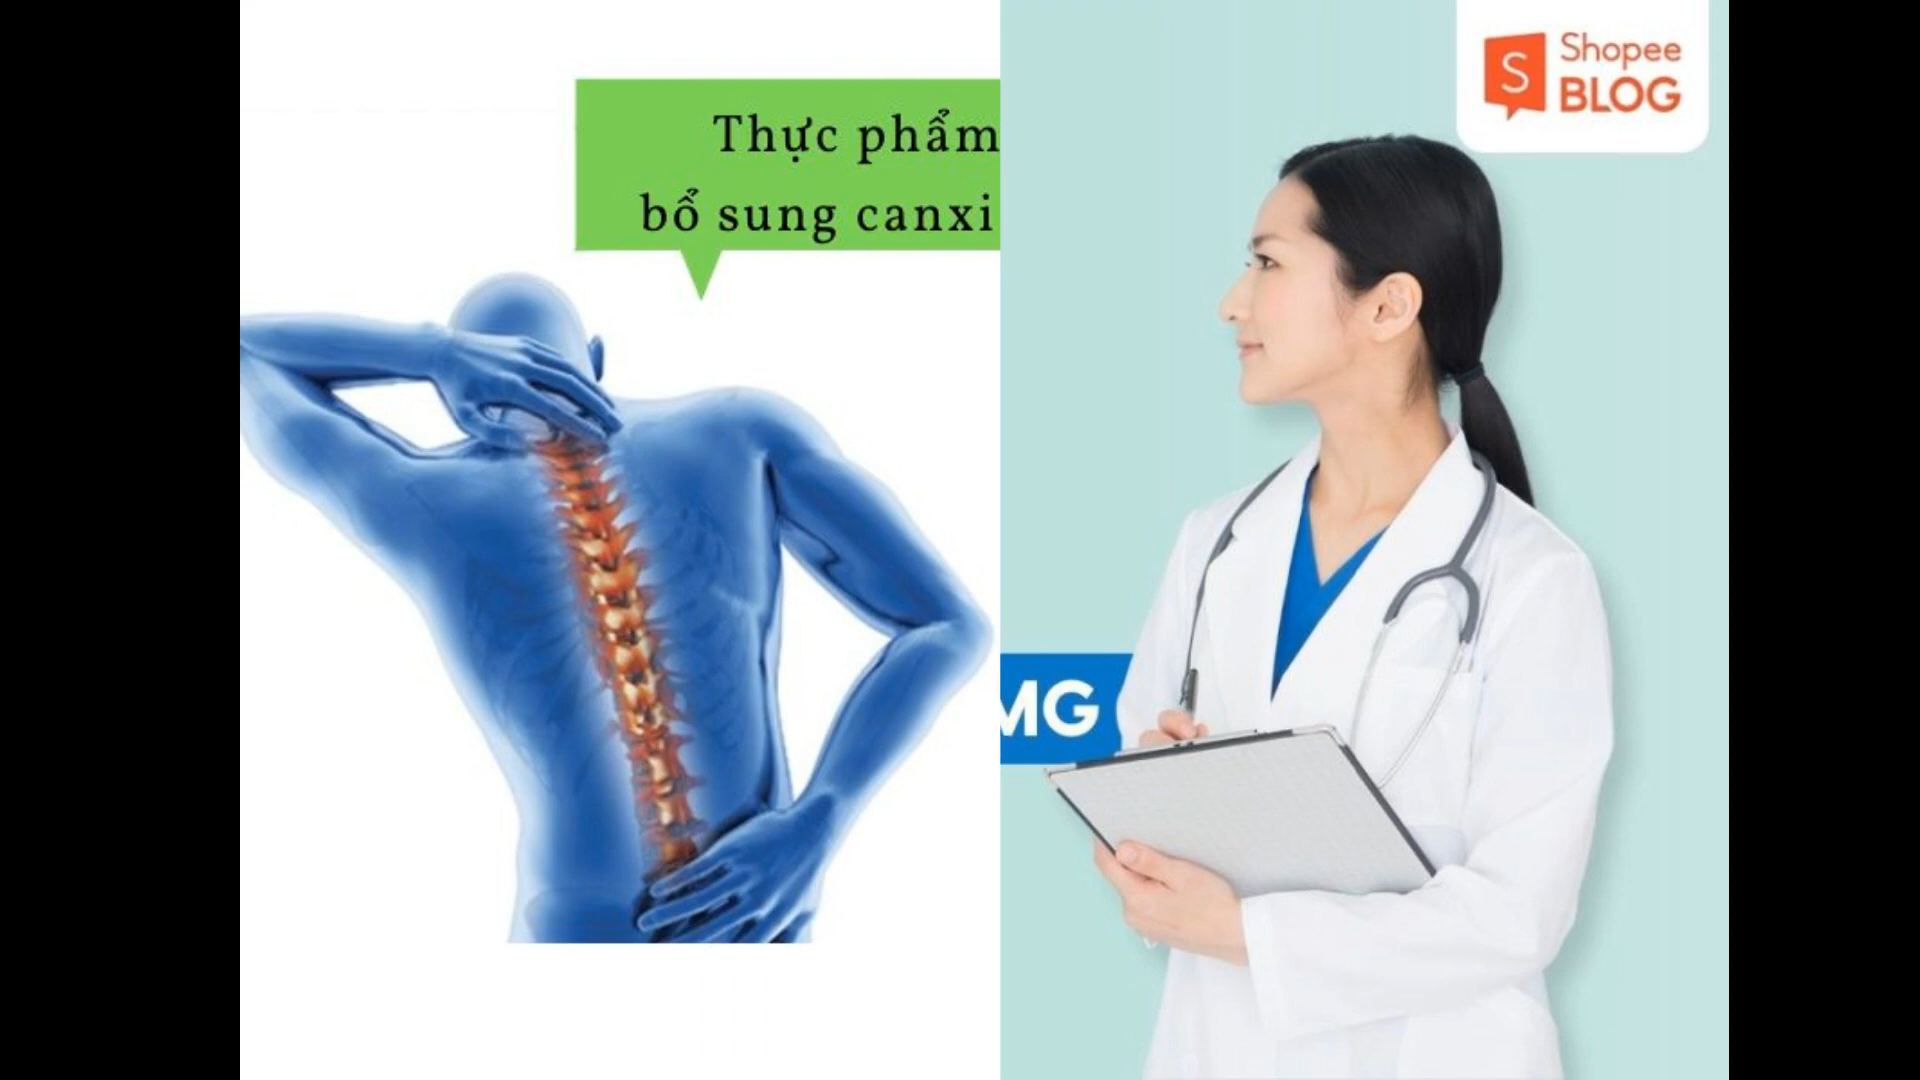 Thực phẩm
bổ sung canxi
Shopee
BLOG
MG